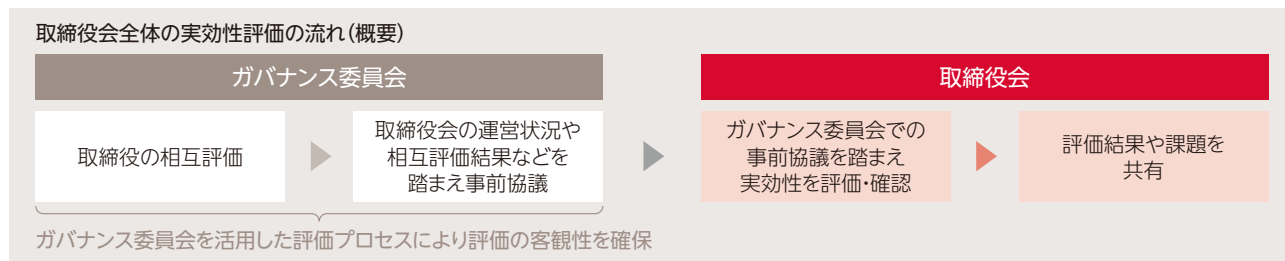 取締役会全体の実効性評価の流れ(概要)
ガバナンス委員会
取締役の相互評価
取締役会の運営状況や
相互評価結果などを
踏まえ事前協議
ガバナンス委員会を活用した評価プロセスにより評価の客観性を確保
取締役会
ガバナンス委員会での
事前協議を踏まえ
実効性を評価・確認
評価結果や課題を
共有